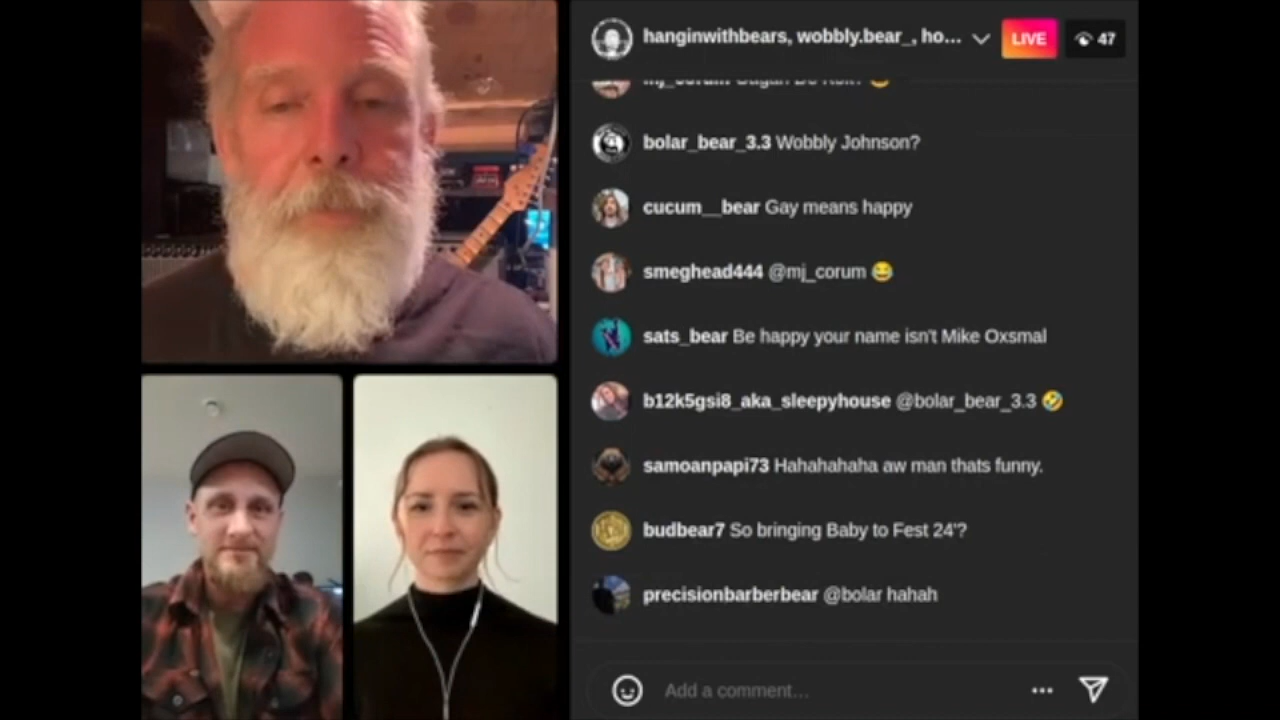 hanginwithbears, wobbly.bear_, ho...
LIVE
47
bolar_bear_3.3 Wobbly Johnson?
cucum__bear Gay means happy
smeghead444 @mj_corum 😂
sats_bear Be happy your name isn't Mike Oxsmal
b12k5gsi8_aka_sleepyhouse @bolar_bear_3.3 🤣
samoanpapi73 Hahahahaha aw man thats funny.
budbear7 So bringing Baby to Fest 24'?
precisionbarberbear @bolar hahah
Add a comment...